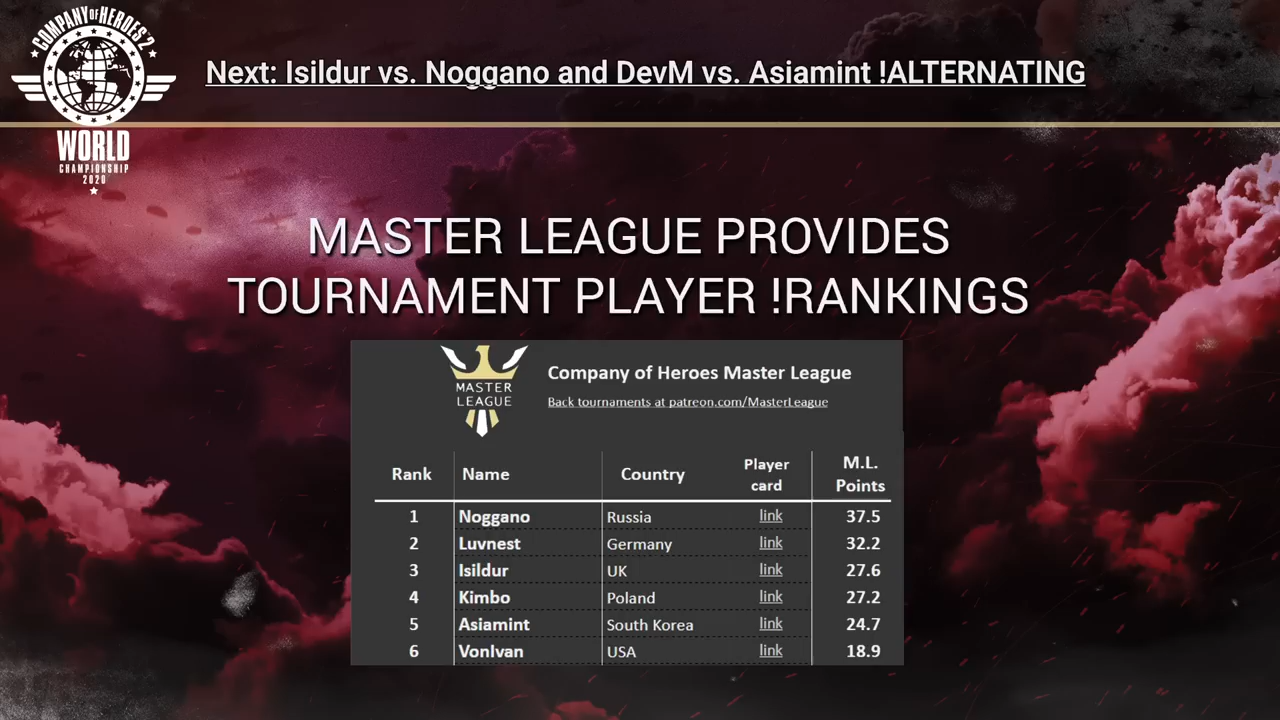 COMPANY OF HEROES 2
WORLD
CHAMPIONSHIP
2020
Next: Isildur vs. Noggano and DevM vs. Asiamint !ALTERNATING
MASTER LEAGUE PROVIDES
TOURNAMENT PLAYER !RANKINGS
MASTER
LEAGUE
Company of Heroes Master League
Back tournaments at patreon.com/MasterLeague
Rank Name Country Player card M.L. Points
1 Noggano Russia link 37.5
2 Luvnest Germany link 32.2
3 Isildur UK link 27.6
4 Kimbo Poland link 27.2
5 Asiamint South Korea link 24.7
6 VonIvan USA link 18.9